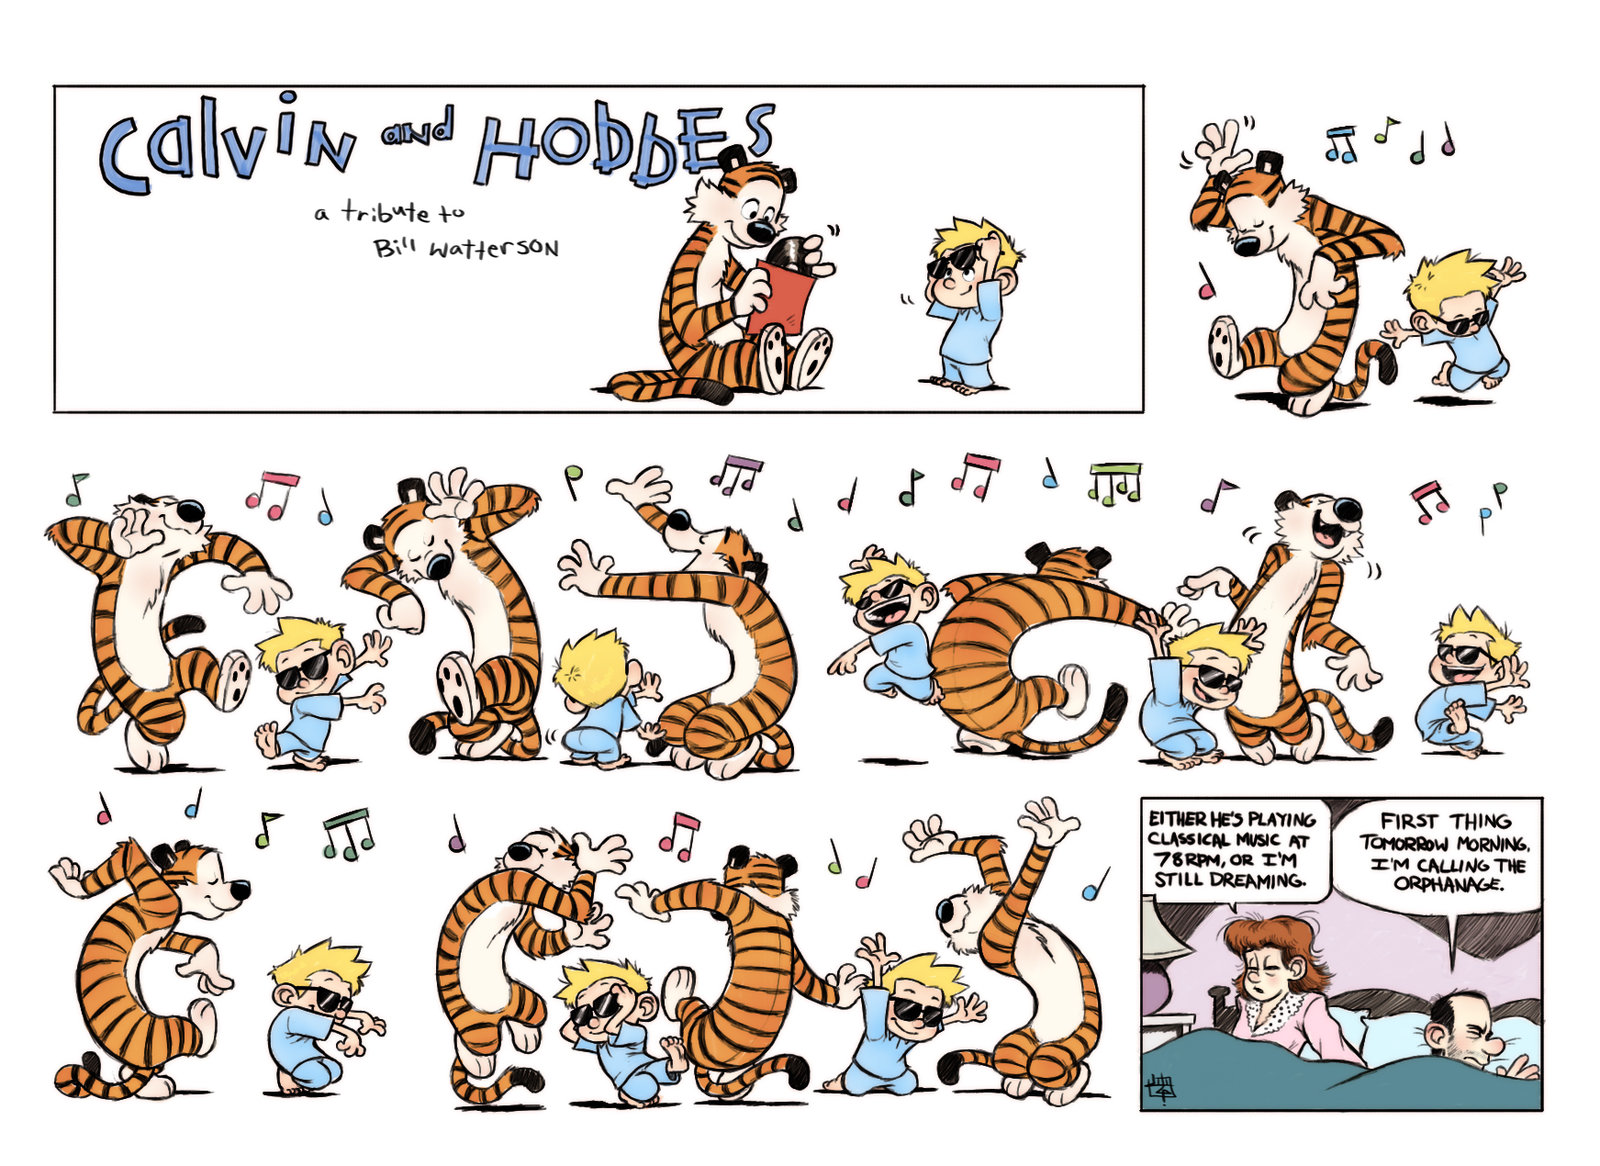 Calvin and Hobbes
a tribute to
Bill Watterson
EITHER HE'S PLAYING
CLASSICAL MUSIC AT
78 RPM, OR I'M
STILL DREAMING.
FIRST THING
TOMORROW MORNING,
I'M CALLING THE
ORPHANAGE.